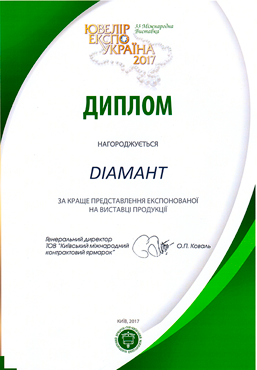 ЮВЕЛІР
ЕКСПО
УКРАЇНА
2017
33 Міжнародна
Виставка
ДИПЛОМ
НАГОРОДЖУЄТЬСЯ
DIAMAHT
ЗА КРАЩЕ ПРЕДСТАВЛЕННЯ ЕКСПОНОВАНОЇ
НА ВИСТАВЦІ ПРОДУКЦІЇ
Генеральний директор
ТОВ "Київський міжнародний
контрактовий ярмарок"
О.П. Коваль
КИЇВ, 2017